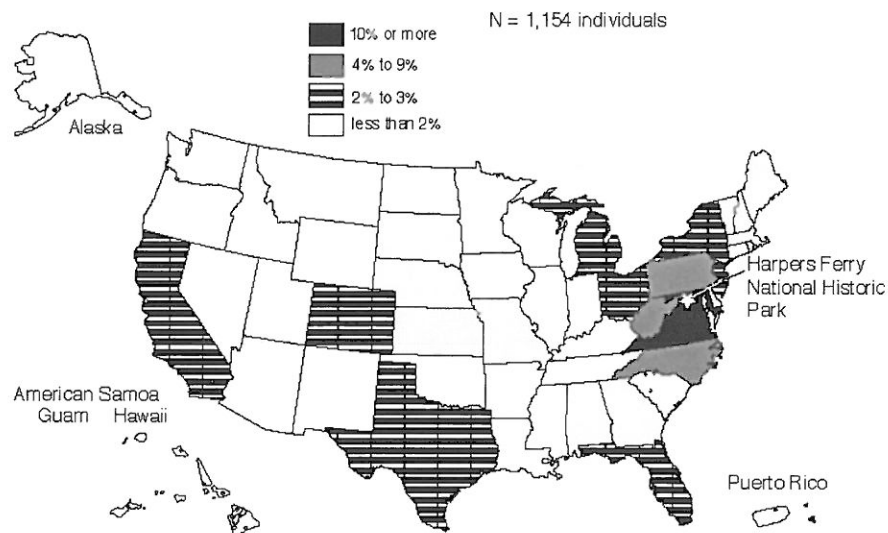 N = 1,154 individuals
10% or more
4% to 9%
2% to 3%
less than 2%
Alaska
Harpers Ferry
National Historic
Park
American Samoa
Guam Hawaii
Puerto Rico